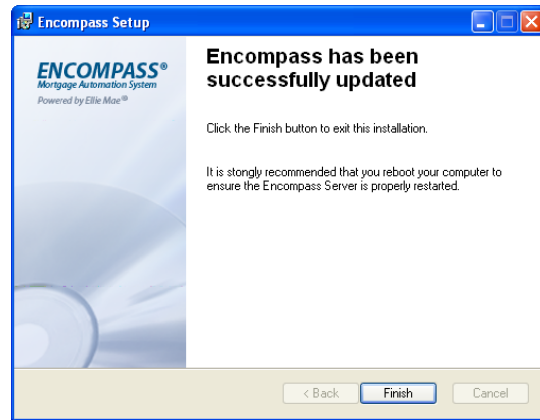 Encompass Setup
ENCOMPASS®
Mortgage Automation System
Powered by Ellie Mae®
Encompass has been
successfully updated
Click the Finish button to exit this installation.
It is stongly recommended that you reboot your computer to
ensure the Encompass Server is properly restarted.
< Back Finish Cancel